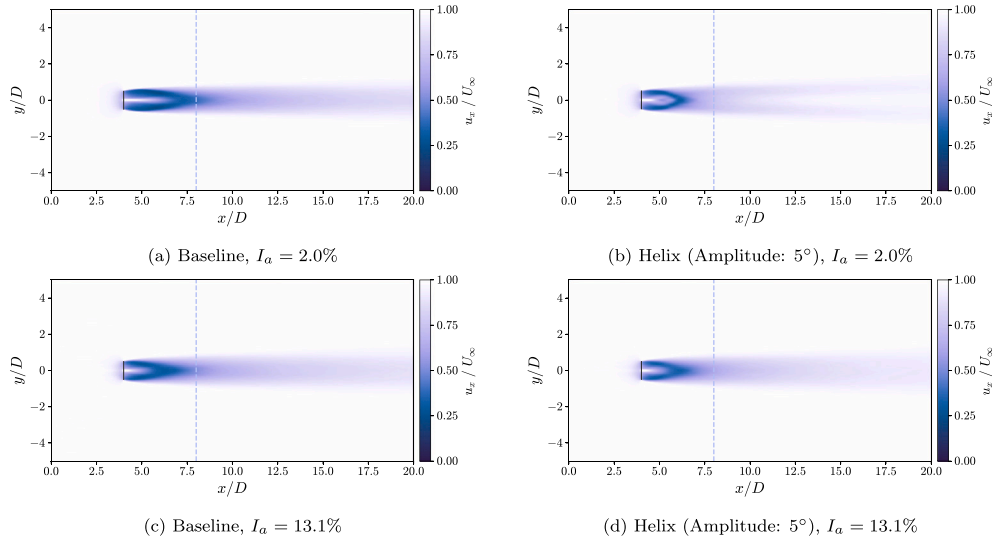 4
2
0
−2
−4
y/D
0.0 2.5 5.0 7.5 10.0 12.5 15.0 17.5 20.0
x/D
1.00
0.75
0.50
0.25
0.00
u_x / U_∞
(a) Baseline, I_a = 2.0%
4
2
0
−2
−4
y/D
0.0 2.5 5.0 7.5 10.0 12.5 15.0 17.5 20.0
x/D
1.00
0.75
0.50
0.25
0.00
u_x / U_∞
(b) Helix (Amplitude: 5°), I_a = 2.0%
4
2
0
−2
−4
y/D
0.0 2.5 5.0 7.5 10.0 12.5 15.0 17.5 20.0
x/D
1.00
0.75
0.50
0.25
0.00
u_x / U_∞
(c) Baseline, I_a = 13.1%
4
2
0
−2
−4
y/D
0.0 2.5 5.0 7.5 10.0 12.5 15.0 17.5 20.0
x/D
1.00
0.75
0.50
0.25
0.00
u_x / U_∞
(d) Helix (Amplitude: 5°), I_a = 13.1%